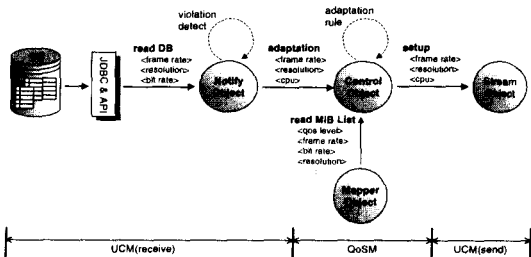 violation
detect
adaptation
rule
read DB
<frame rate>
<resolution>
<bit rate>
adaptation
<frame rate>
<resolution>
<cpu>
setup
<frame rate>
<resolution>
<cpu>
JDBC & API
Notify
Object
Control
Object
Stream
Object
read MIB List
<qos level>
<frame rate>
<bit rate>
<resolution>
Mapper
Object
UCM(receive)
QoSM
UCM(send)